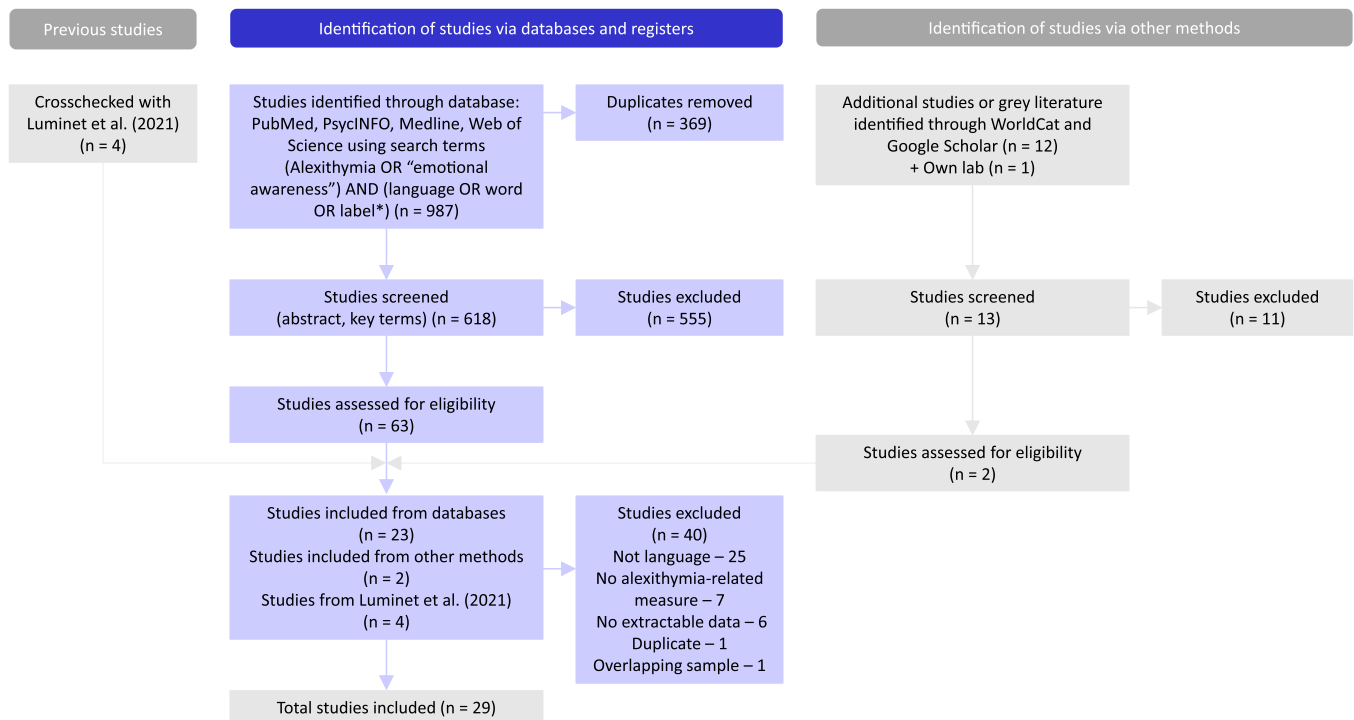 Previous studies
Identification of studies via databases and registers
Identification of studies via other methods
Crosschecked with
Luminet et al. (2021)
(n = 4)
Studies identified through database:
PubMed, PsycINFO, Medline, Web of
Science using search terms
(Alexithymia OR “emotional
awareness”) AND (language OR word
OR label*) (n = 987)
Duplicates removed
(n = 369)
Additional studies or grey literature
identified through WorldCat and
Google Scholar (n = 12)
+ Own lab (n = 1)
Studies screened
(abstract, key terms) (n = 618)
Studies excluded
(n = 555)
Studies screened
(n = 13)
Studies excluded
(n = 11)
Studies assessed for eligibility
(n = 63)
Studies assessed for eligibility
(n = 2)
Studies included from databases
(n = 23)
Studies included from other methods
(n = 2)
Studies from Luminet et al. (2021)
(n = 4)
Studies excluded
(n = 40)
Not language – 25
No alexithymia-related
measure – 7
No extractable data – 6
Duplicate – 1
Overlapping sample – 1
Total studies included (n = 29)